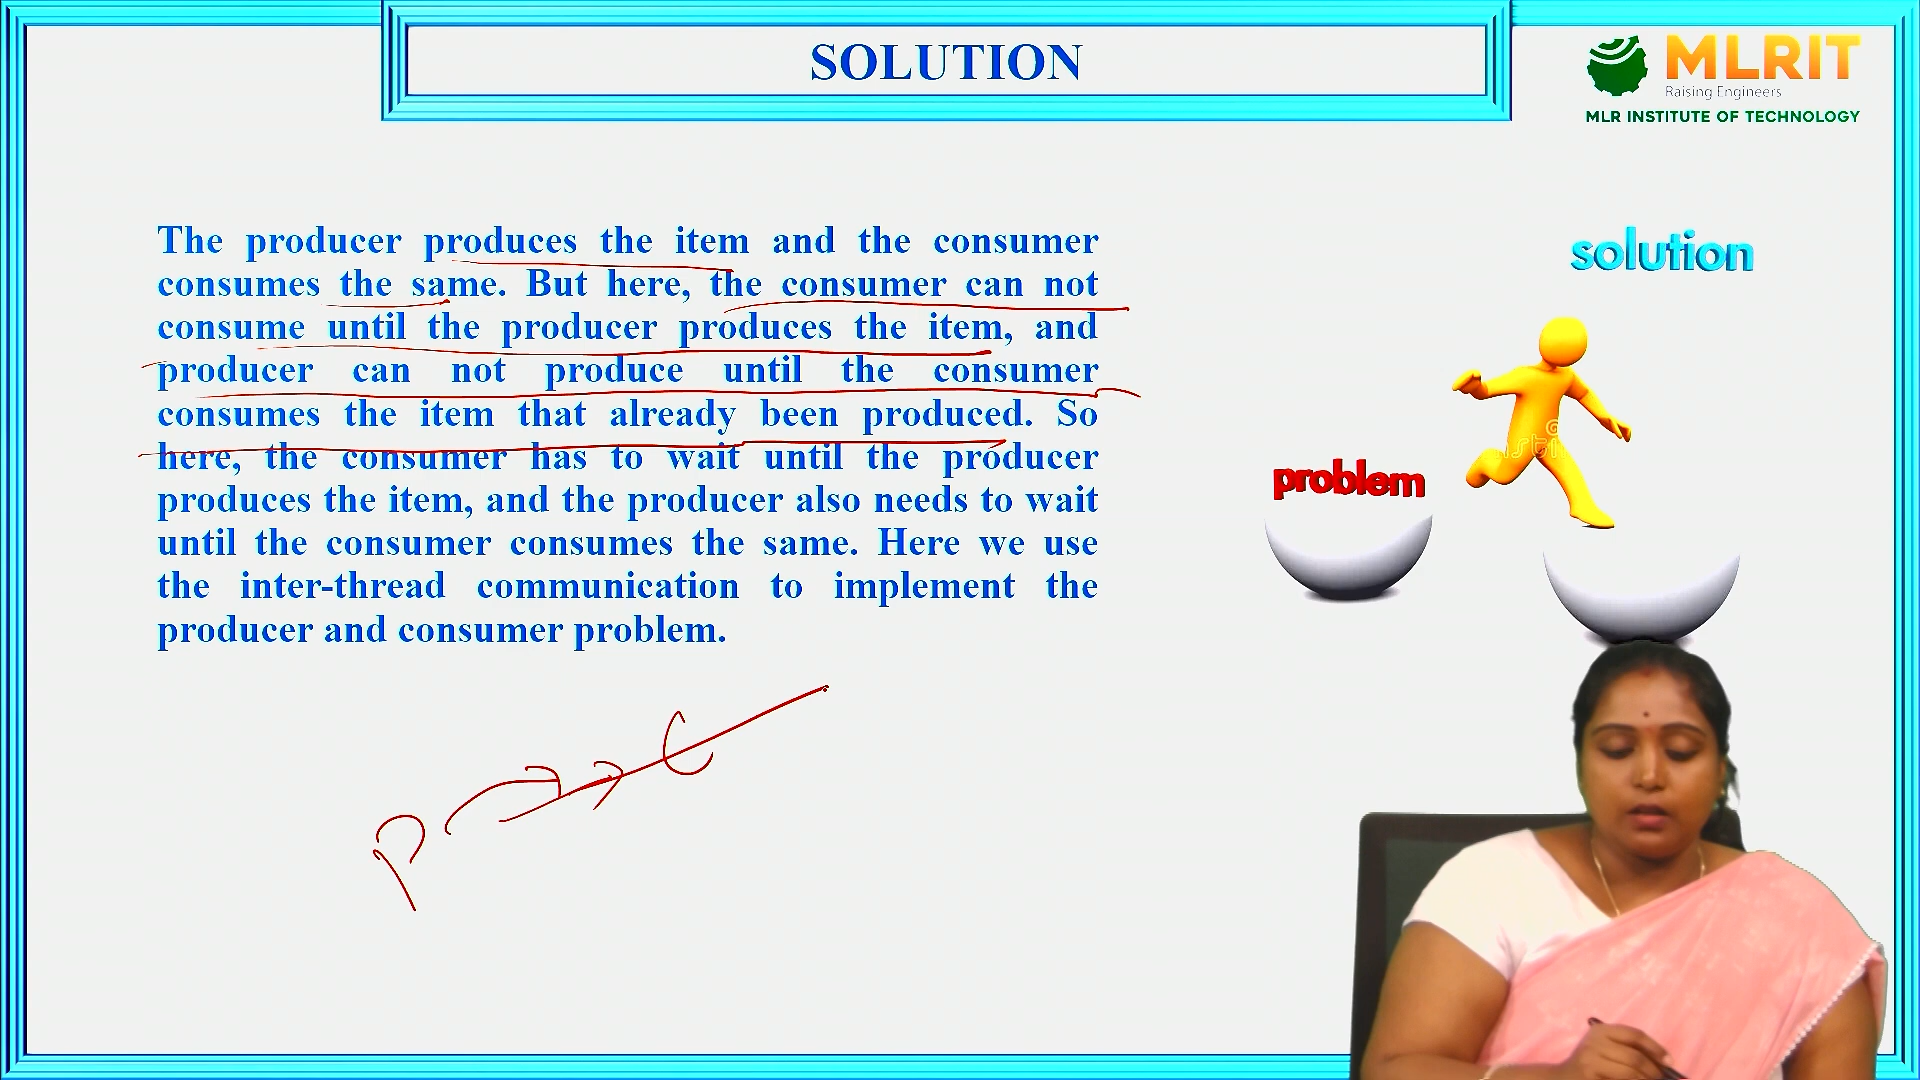 SOLUTION
MLRIT
Raising Engineers
MLR INSTITUTE OF TECHNOLOGY
The producer produces the item and the consumer
consumes the same. But here, the consumer can not
consume until the producer produces the item, and
producer can not produce until the consumer
consumes the item that already been produced. So
here, the consumer has to wait until the producer
produces the item, and the producer also needs to wait
until the consumer consumes the same. Here we use
the inter-thread communication to implement the
producer and consumer problem.
solution
problem
P C